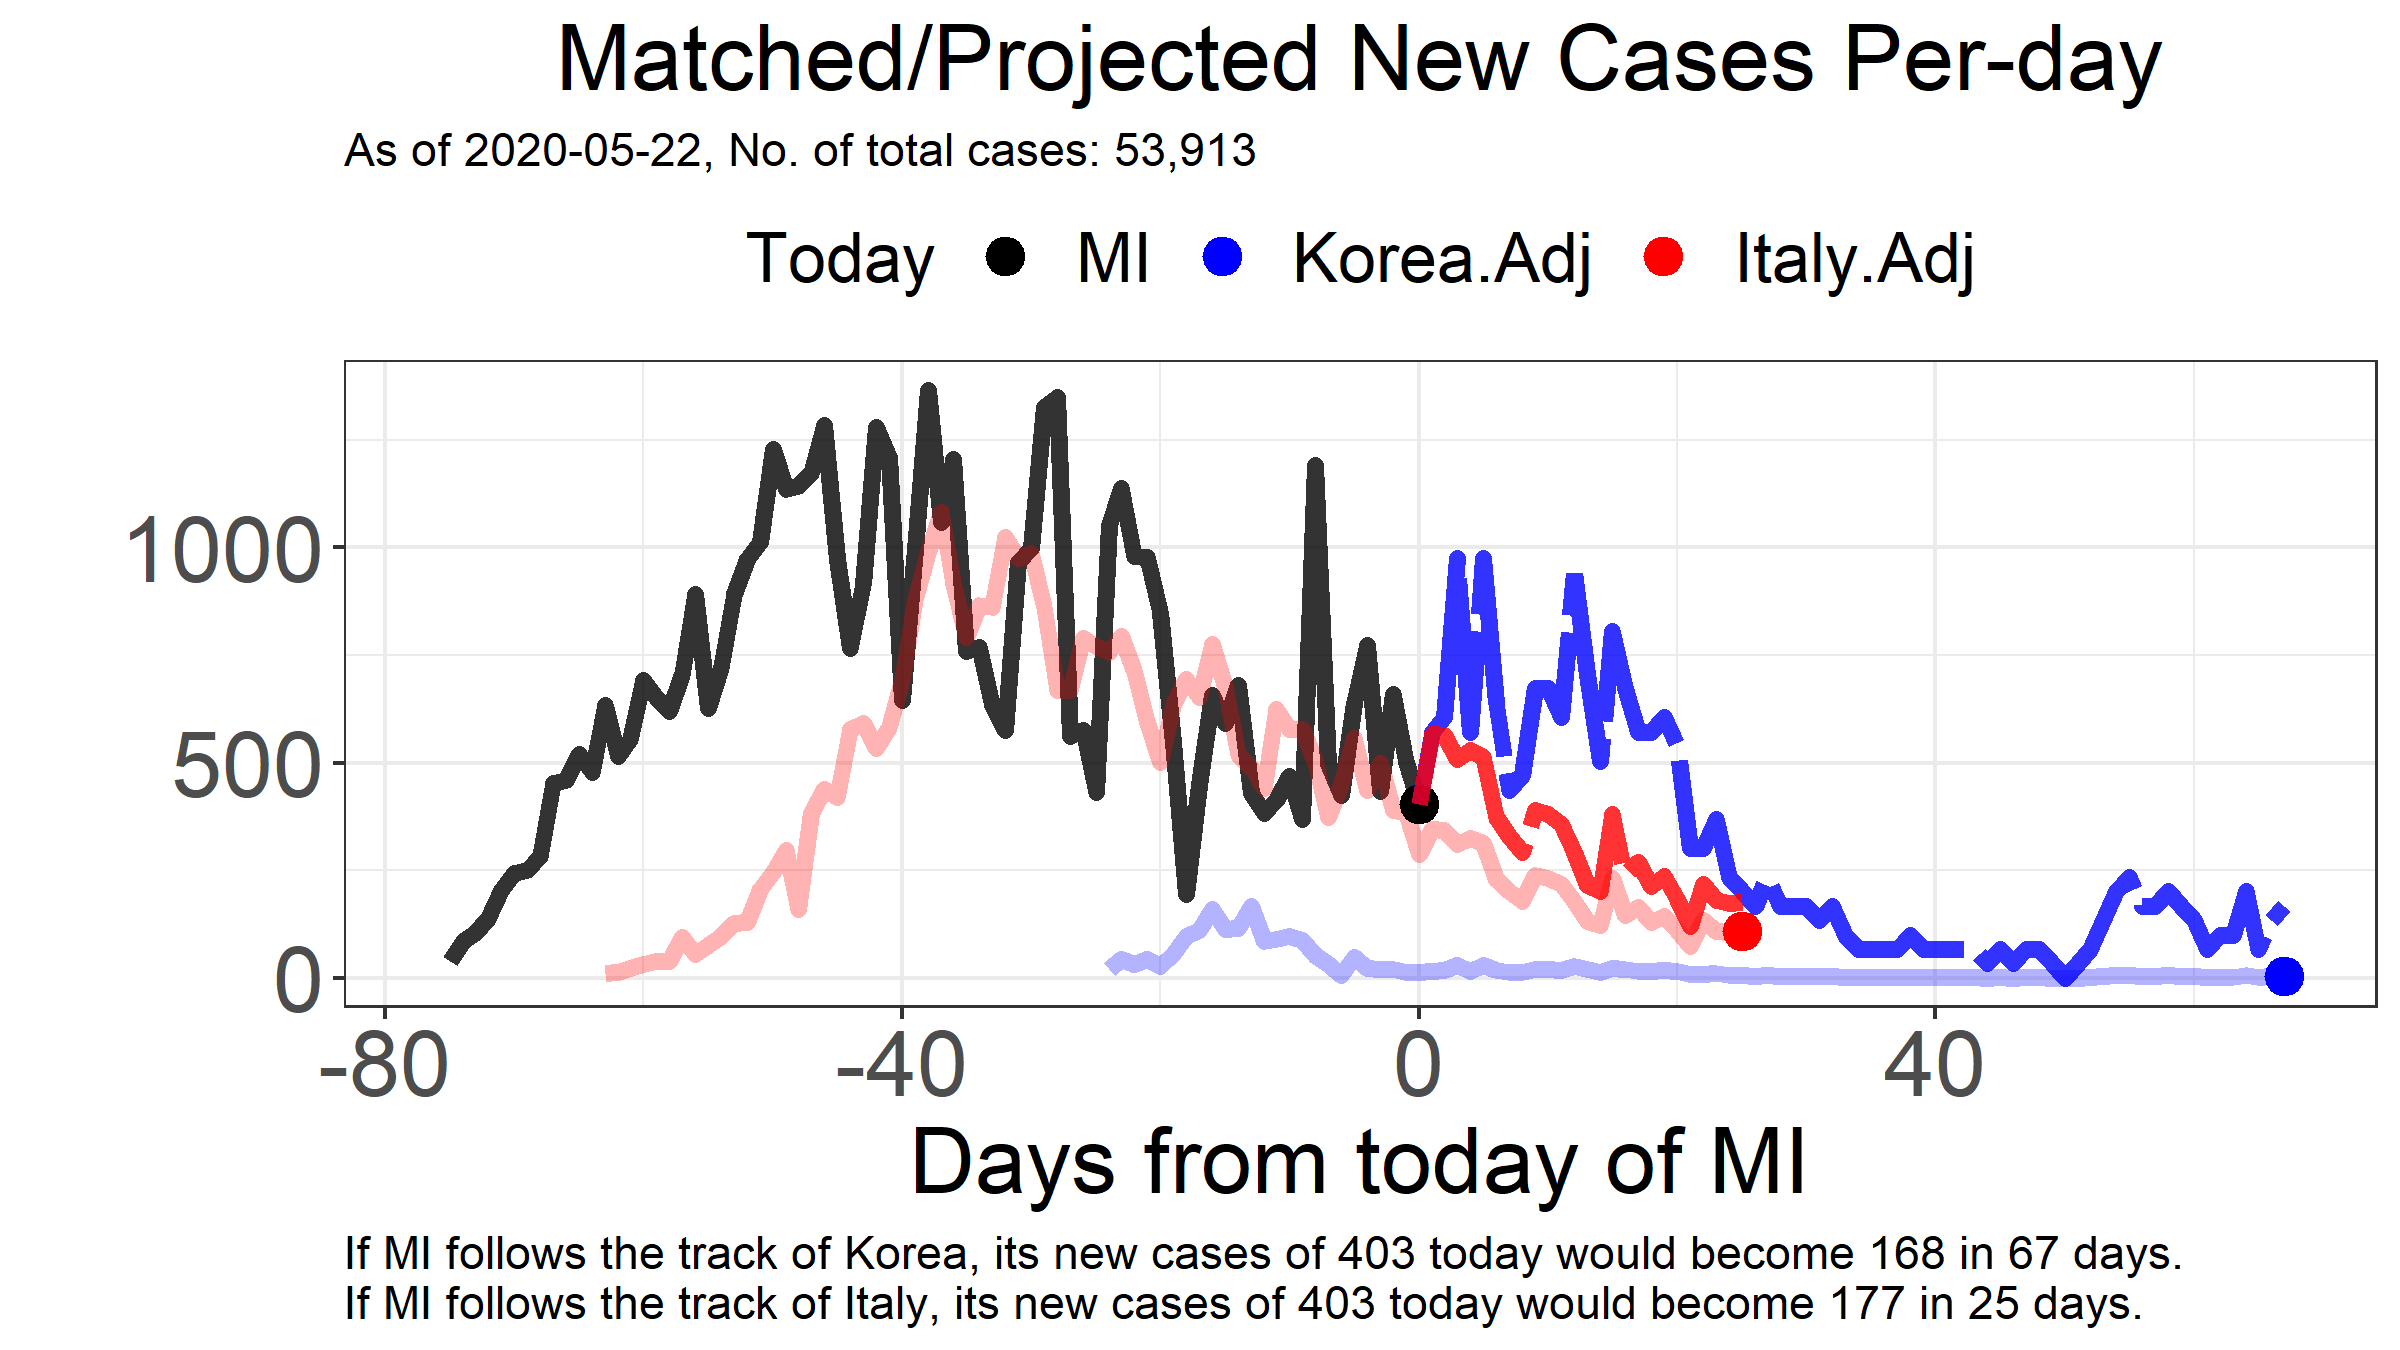 Matched/Projected New Cases Per-day
As of 2020-05-22, No. of total cases: 53,913
Today MI Korea.Adj Italy.Adj
1000
500
0
-80 -40 0 40
Days from today of MI
If MI follows the track of Korea, its new cases of 403 today would become 168 in 67 days.
If MI follows the track of Italy, its new cases of 403 today would become 177 in 25 days.